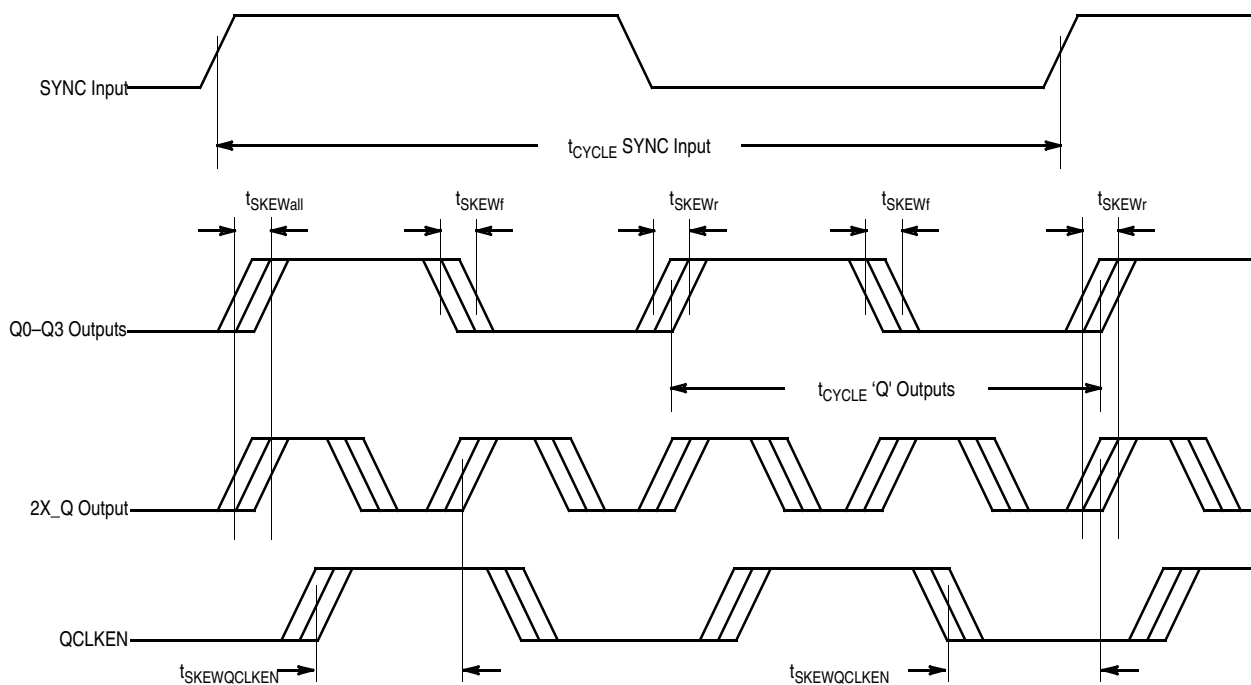 SYNC Input
tCYCLE SYNC Input
tSKEWall
tSKEWf
tSKEWr
tSKEWf
tSKEWr
Q0–Q3 Outputs
tCYCLE ‘Q' Outputs
2X_Q Output
QCLKEN
tSKEWQCLKEN
tSKEWQCLKEN